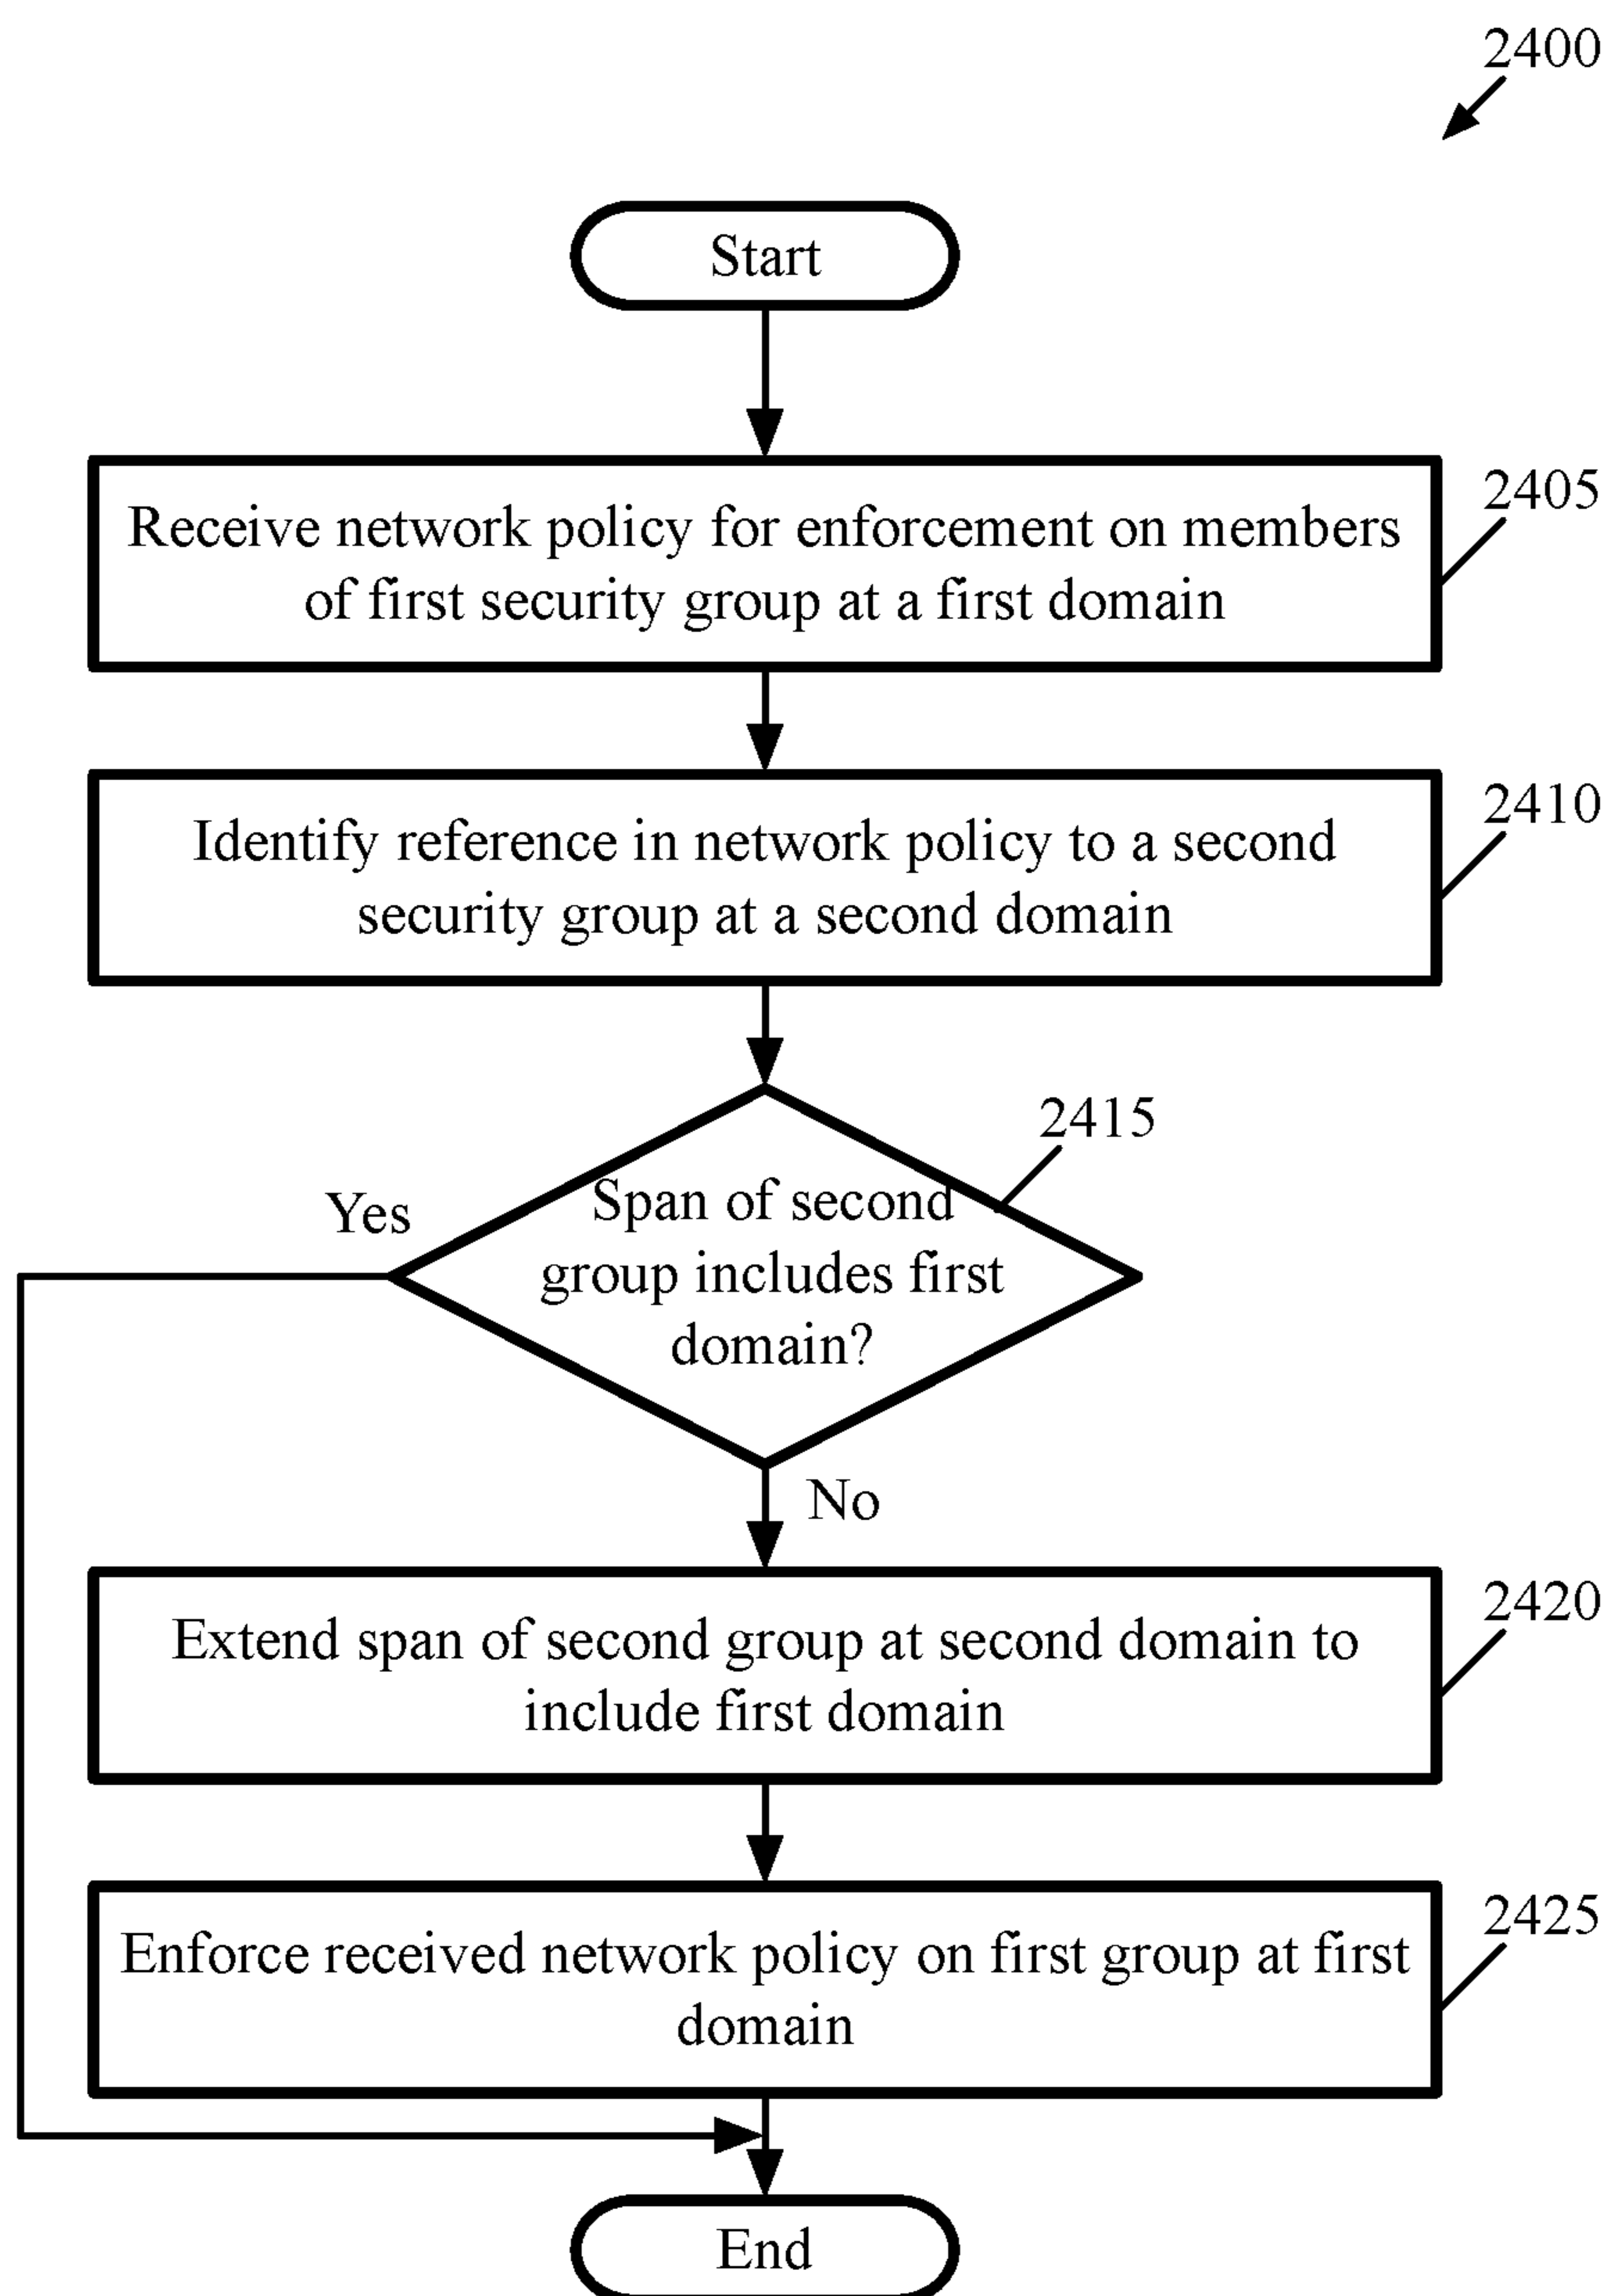 2400
Start
Receive network policy for enforcement on members
of first security group at a first domain
2405
Identify reference in network policy to a second
security group at a second domain
2410
2415
Yes
Span of second
group includes first
domain?
No
Extend span of second group at second domain to
include first domain
2420
Enforce received network policy on first group at first
domain
2425
End